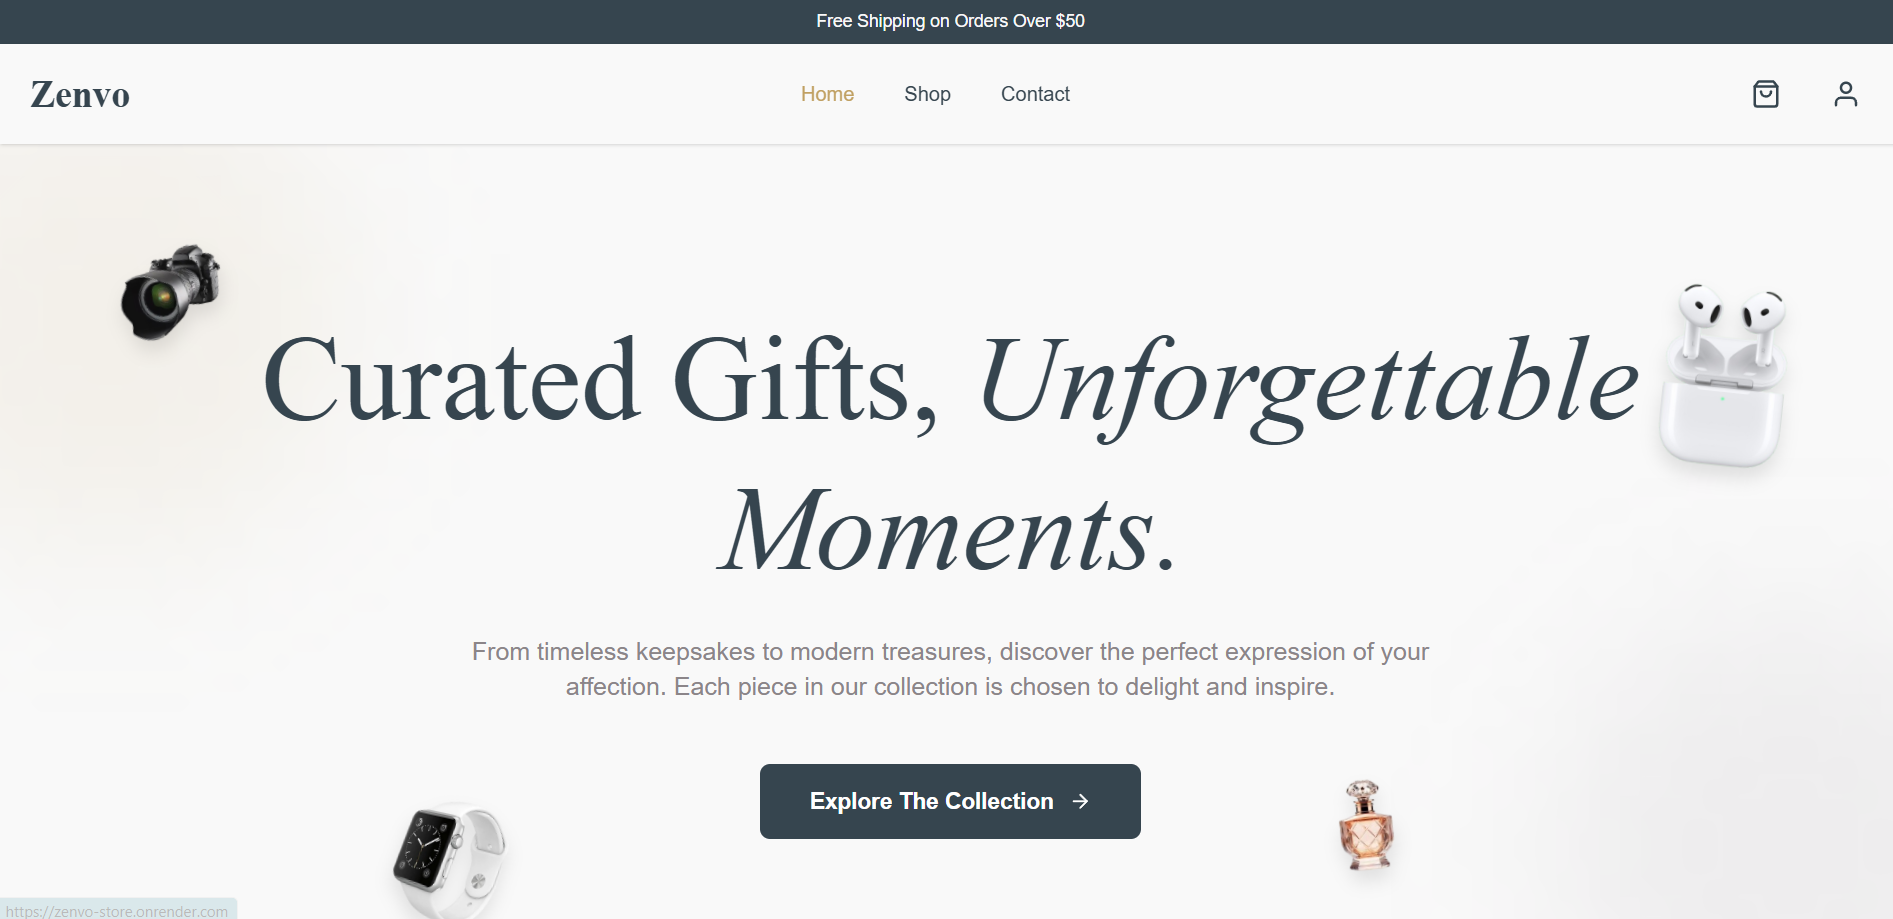 Free Shipping on Orders Over $50
Zenvo
Home
Shop
Contact
Curated Gifts, Unforgettable
Moments.
From timeless keepsakes to modern treasures, discover the perfect expression of your
affection. Each piece in our collection is chosen to delight and inspire.
Explore The Collection
https://zenvo-store.onrender.com